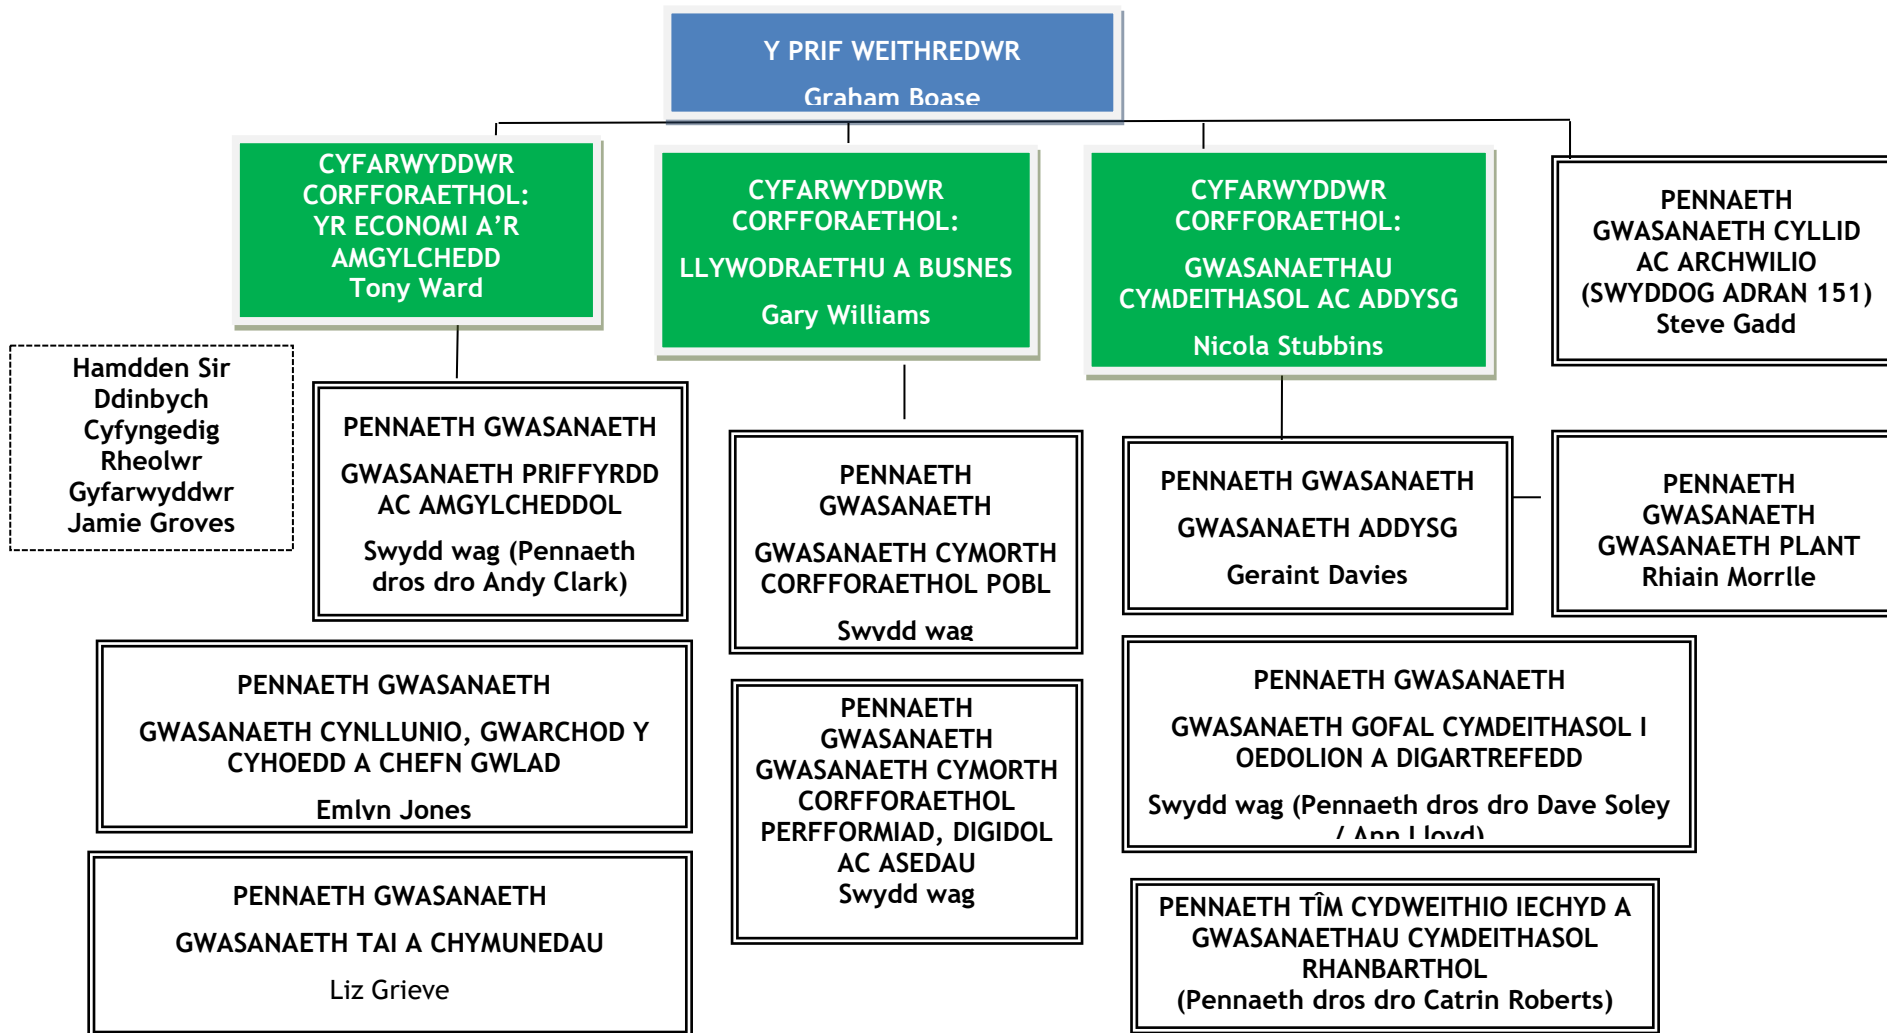 Y PRIF WEITHREDWR
Graham Boase
CYFARWYDDWR
CORFFORAETHOL:
YR ECONOMI A’R
AMGYLCHEDD
Tony Ward
CYFARWYDDWR
CORFFORAETHOL:
LLYWODRAETHU A BUSNES
Gary Williams
CYFARWYDDWR
CORFFORAETHOL:
GWASANAETHAU
CYMDEITHASOL AC ADDYSG
Nicola Stubbins
PENNAETH
GWASANAETH CYLLID
AC ARCHWILIO
(SWYDDOG ADRAN 151)
Steve Gadd
Hamdden Sir
Ddinbych
Cyfyngedig
Rheolwr
Gyfarwyddwr
Jamie Groves
PENNAETH GWASANAETH
GWASANAETH PRIFFYRDD
AC AMGYLCHEDDOL
Swydd wag (Pennaeth
dros dro Andy Clark)
PENNAETH
GWASANAETH
GWASANAETH CYMORTH
CORFFORAETHOL POBL
Swydd wag
PENNAETH GWASANAETH
GWASANAETH ADDYSG
Geraint Davies
PENNAETH
GWASANAETH
GWASANAETH PLANT
Rhiain Morrlle
PENNAETH GWASANAETH
GWASANAETH CYNLLUNIO, GWARCHOD Y
CYHOEDD A CHEFN GWLAD
Emlyn Jones
PENNAETH
GWASANAETH
GWASANAETH CYMORTH
CORFFORAETHOL
PERFFORMIAD, DIGIDOL
AC ASEDAU
Swydd wag
PENNAETH GWASANAETH
GWASANAETH GOFAL CYMDEITHASOL I
OEDOLION A DIGARTREFEDD
Swydd wag (Pennaeth dros dro Dave Soley
/ Ann Lloyd)
PENNAETH GWASANAETH
GWASANAETH TAI A CHYMUNEDAU
Liz Grieve
PENNAETH TÎM CYDWEITHIO IECHYD A
GWASANAETHAU CYMDEITHASOL
RHANBARTHOL
(Pennaeth dros dro Catrin Roberts)